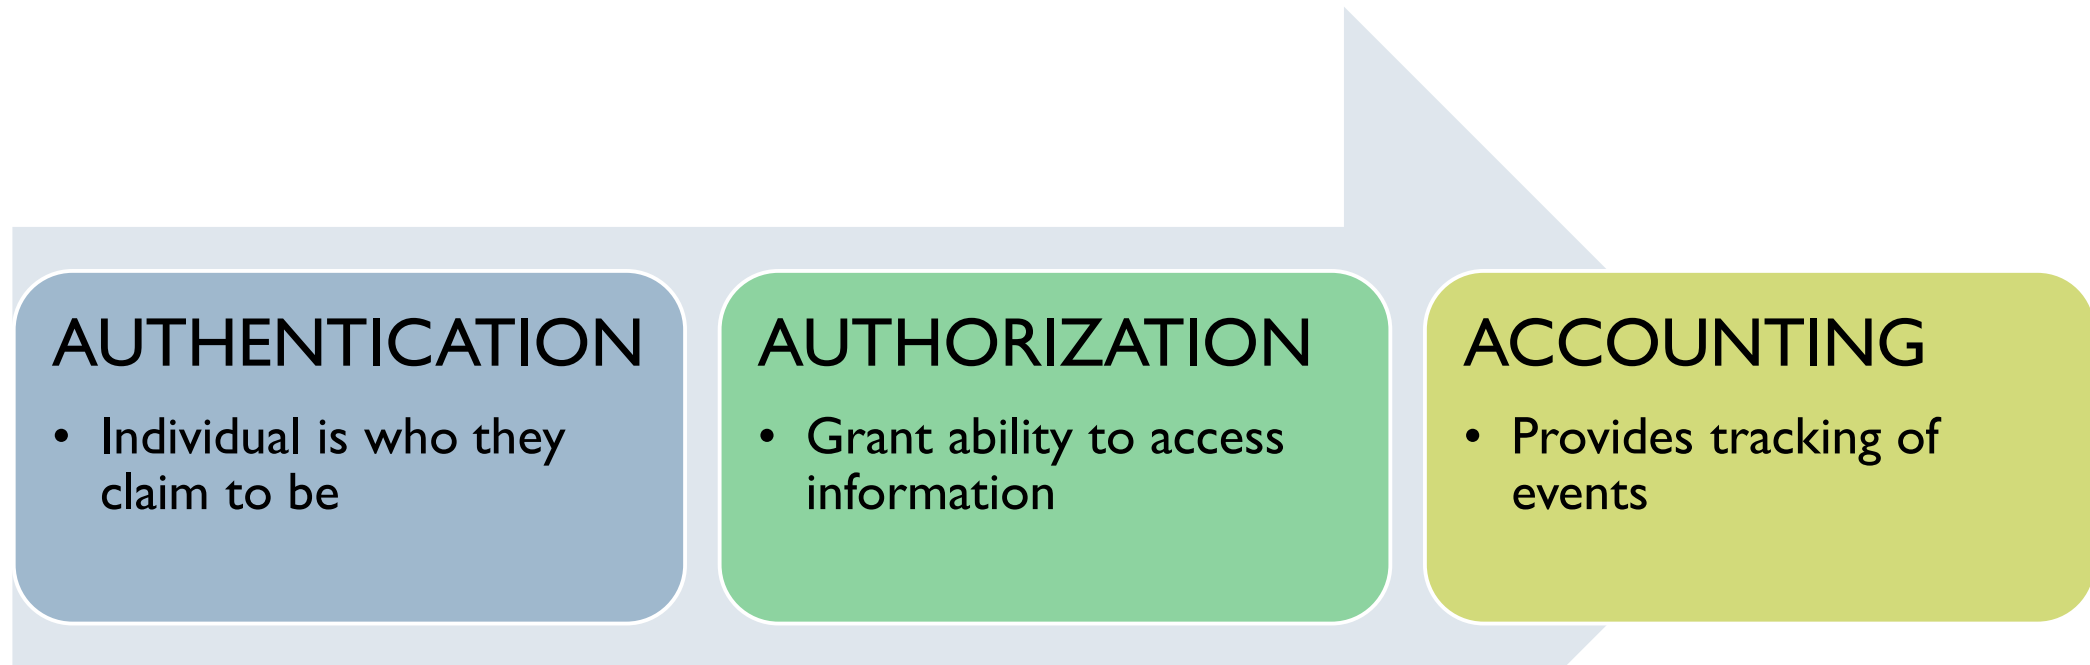 AUTHENTICATION
• Individual is who they
claim to be
AUTHORIZATION
• Grant ability to access
information
ACCOUNTING
• Provides tracking of
events